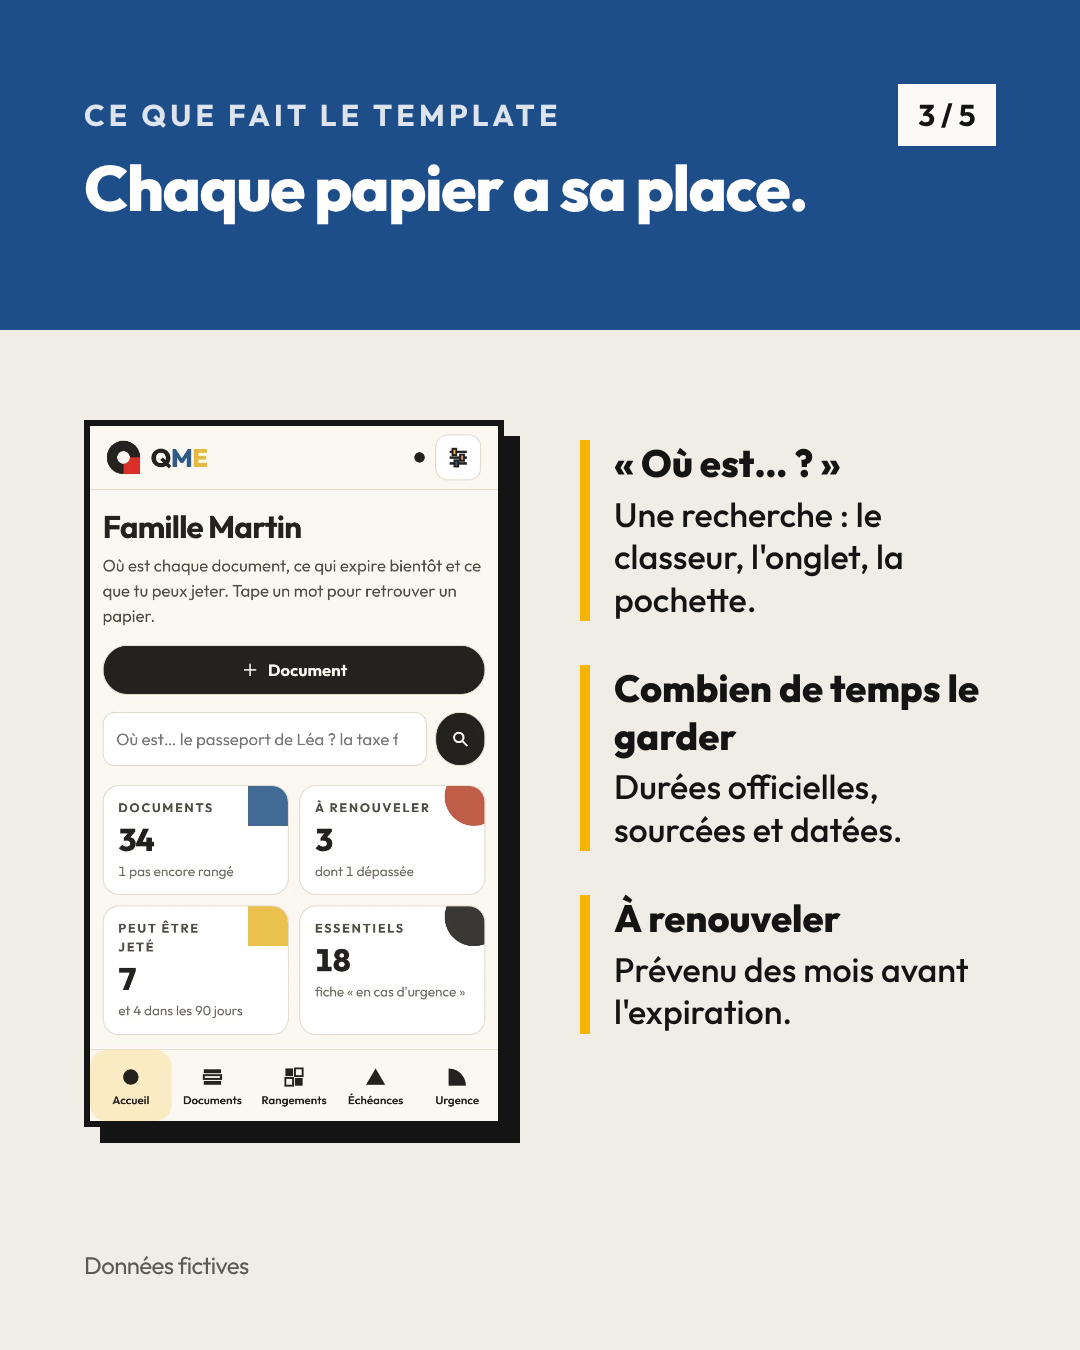 CE QUE FAIT LE TEMPLATE
3 / 5
Chaque papier a sa place.
QME
Famille Martin
Où est chaque document, ce qui expire bientôt et ce
que tu peux jeter. Tape un mot pour retrouver un
papier.
+ Document
Où est... le passeport de Léa ? la taxe f
DOCUMENTS
34
1 pas encore rangé
À RENOUVELER
3
dont 1 dépassée
PEUT ÊTRE
JETÉ
7
et 4 dans les 90 jours
ESSENTIELS
18
fiche « en cas d'urgence »
Accueil
Documents
Rangements
Échéances
Urgence
« Où est... ? »
Une recherche : le
classeur, l'onglet, la
pochette.
Combien de temps le
garder
Durées officielles,
sourcées et datées.
À renouveler
Prévenu des mois avant
l'expiration.
Données fictives